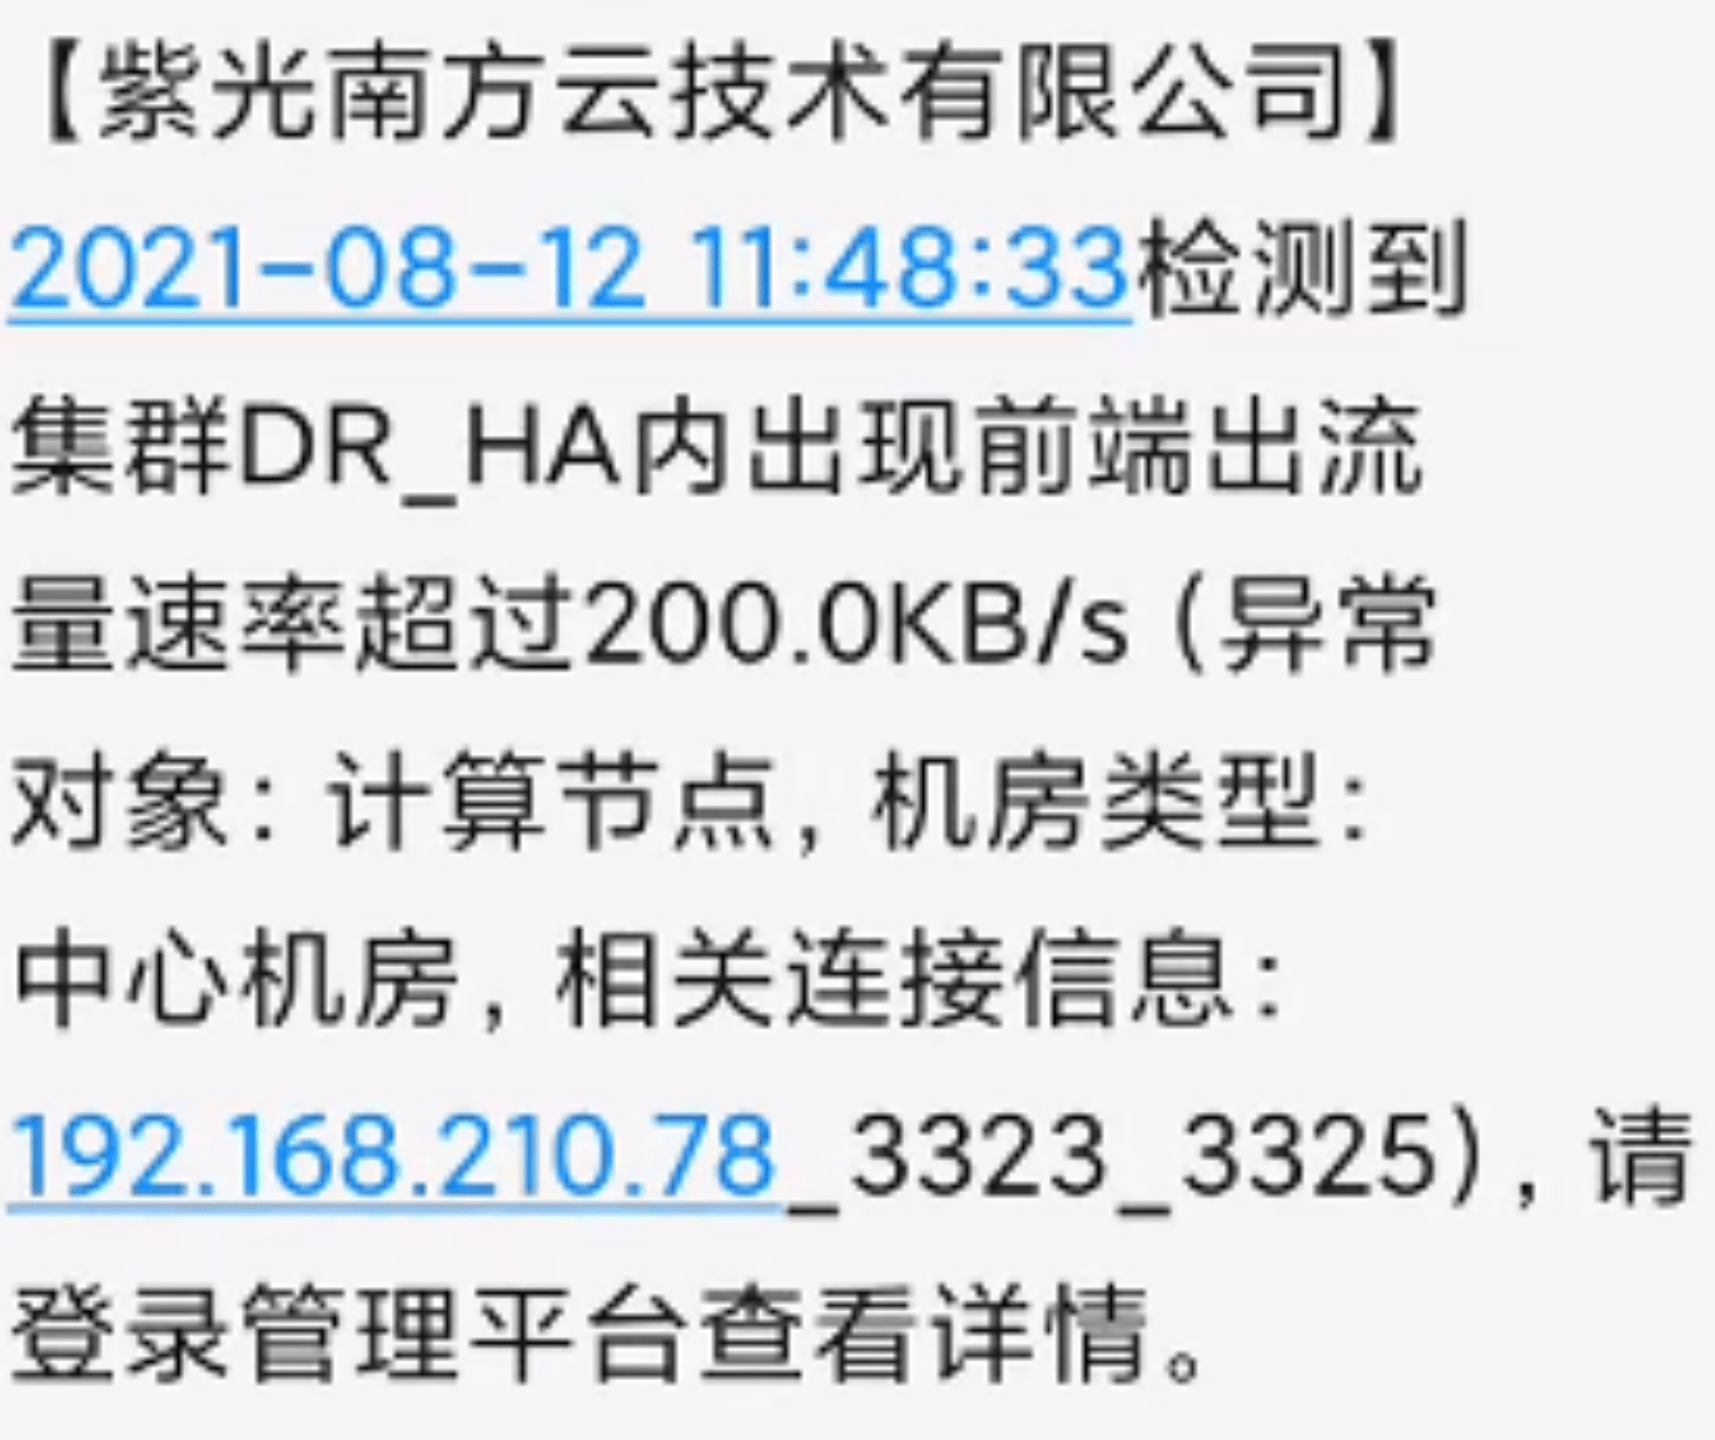 【紫光南方云技术有限公司】
2021-08-12 11:48:33检测到
集群DR_HA内出现前端出流
量速率超过200.0KB/s（异常
对象：计算节点，机房类型：
中心机房，相关连接信息：
192.168.210.78_3323_3325)，请
登录管理平台查看详情。